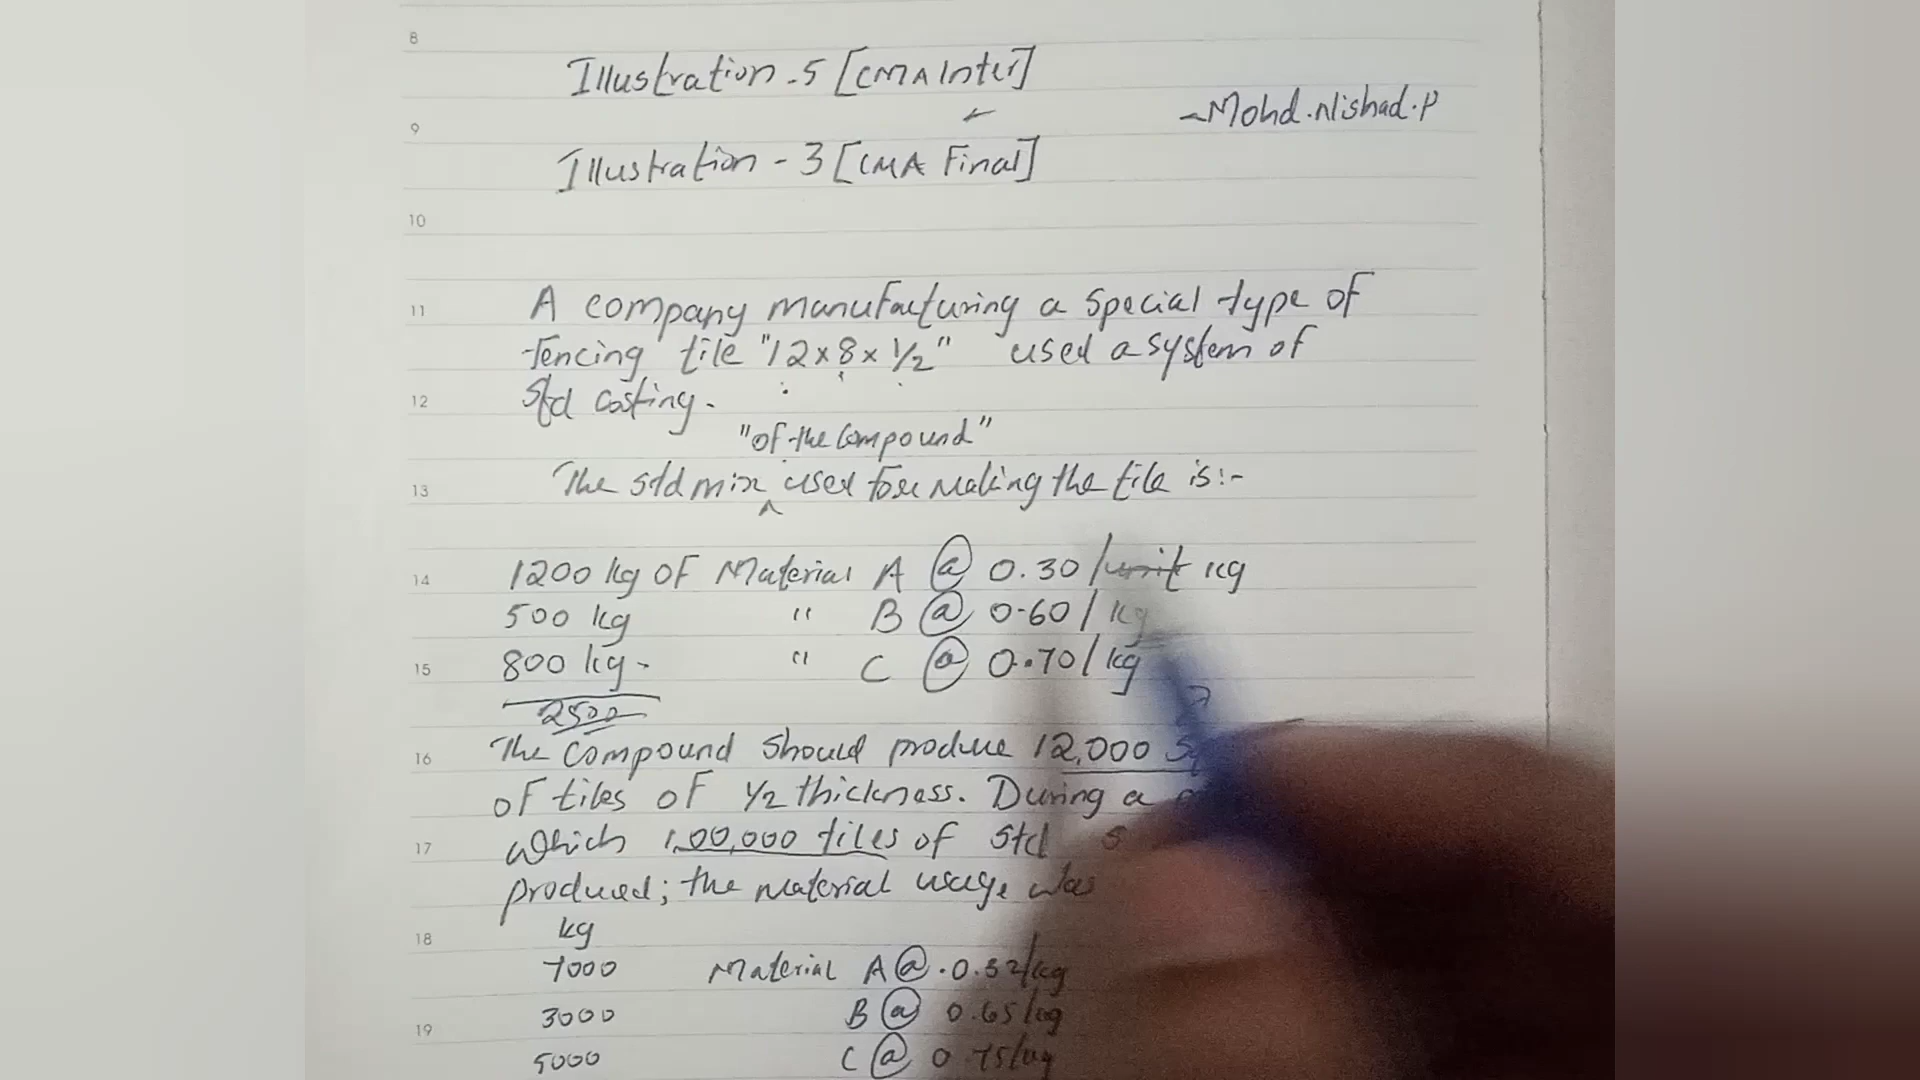 8
Illustration - 5 [CMA Inter]
- Mohd. Nishad. P
9
Illustration - 3 [CMA Final]
10
11 A company manufacturing a special type of
fencing tile "12 x 8 x 1/2" used a system of
12 Std costing.
"of the compound"
13 The std mix ^ used for making the tile is :-
14 1200 kg of Material A @ 0.30 / unit kg
500 kg " B @ 0.60 / kg
15 800 kg - " C @ 0.70 / kg
2500
16 The compound should produce 12,000
of tiles of 1/2 thickness. During a
17 which 1,00,000 tiles of std
produced; the material usage was
18 kg
7000 Material A @ 0.32/kg
3000 B @ 0.65/kg
19
5000 C @ 0.75/kg